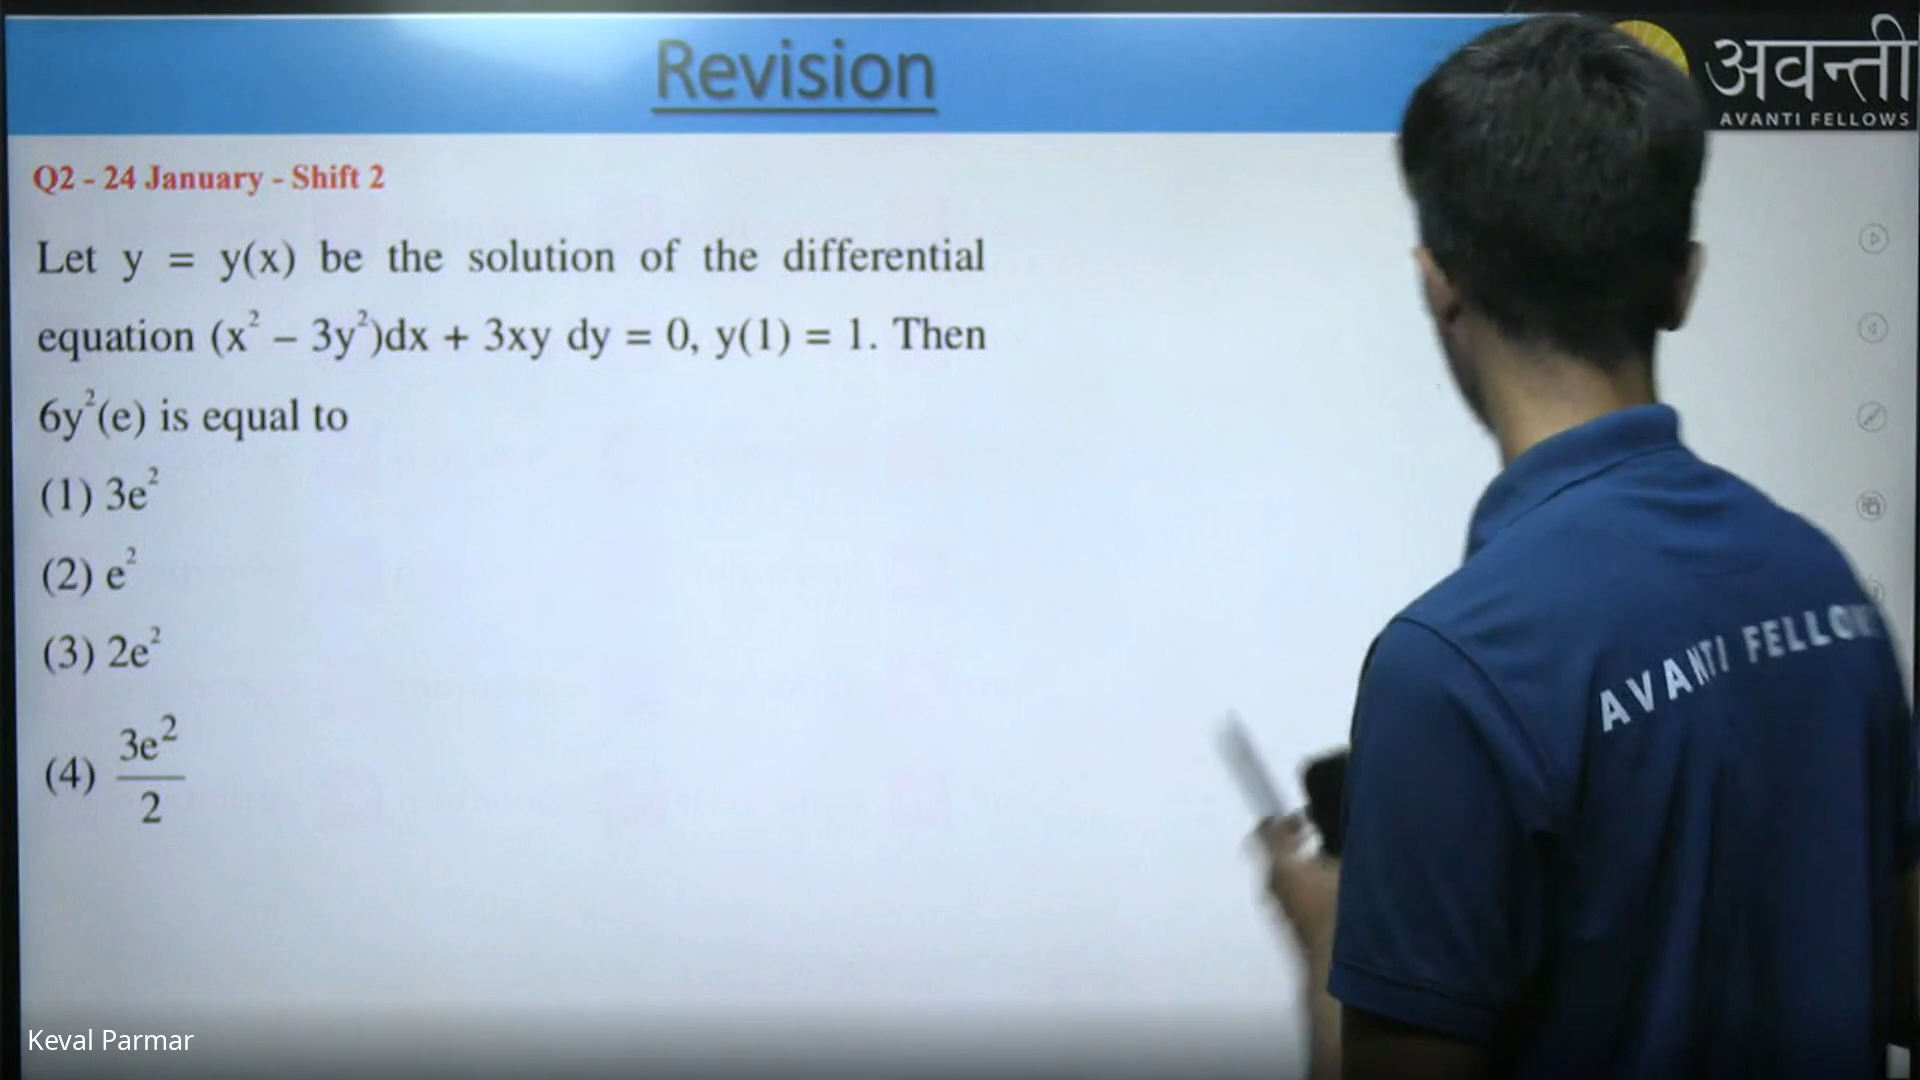 Revision
अवन्ती
AVANTI FELLOWS
Q2 - 24 January - Shift 2
Let y = y(x) be the solution of the differential
equation (x² – 3y²)dx + 3xy dy = 0, y(1) = 1. Then
6y²(e) is equal to
(1) 3e²
(2) e²
(3) 2e²
(4) 3e²/2
AVANTI
Keval Parmar